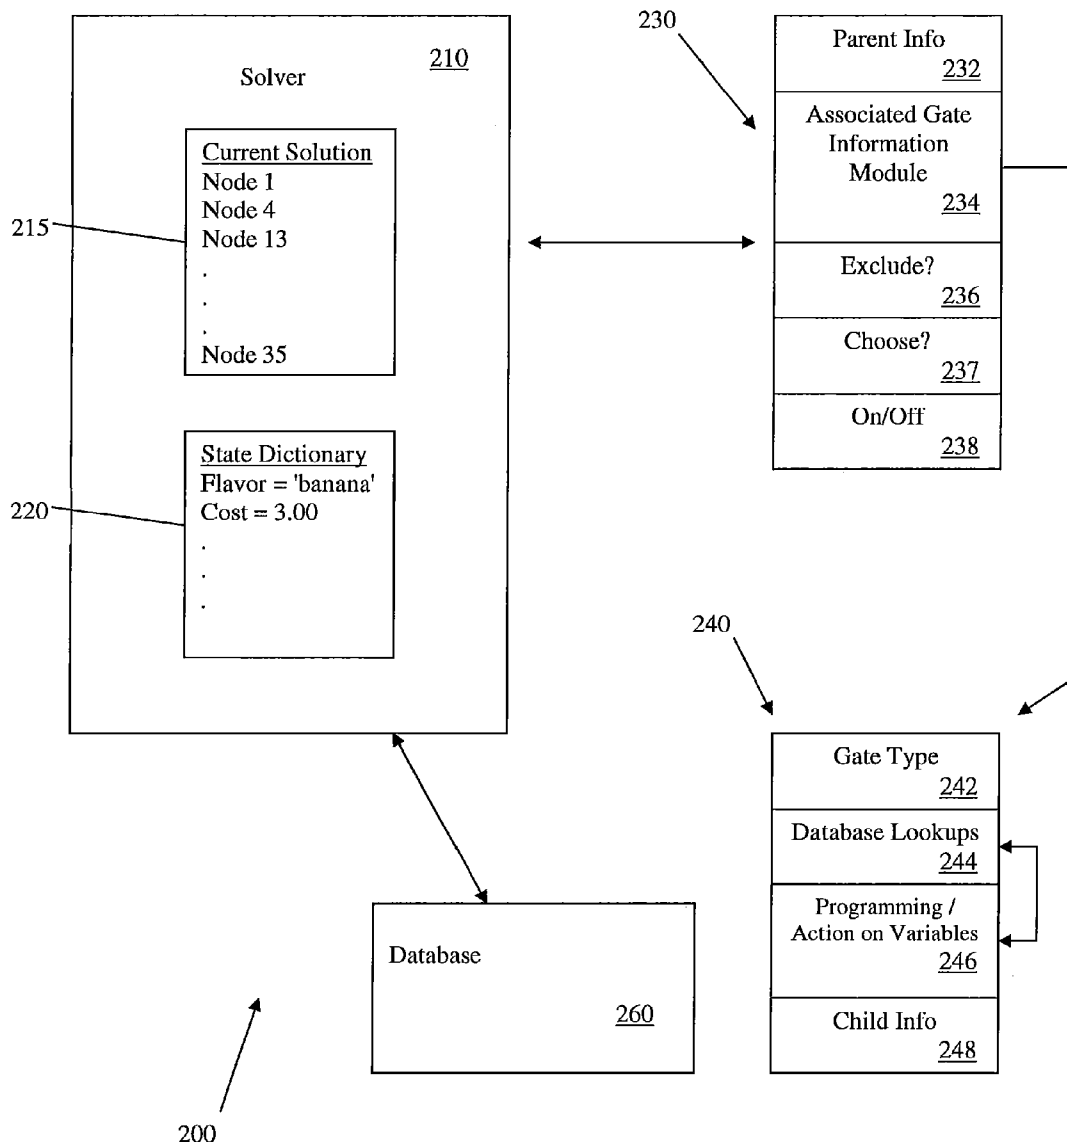 210
Solver
Current Solution
Node 1
Node 4
Node 13
.
.
.
Node 35
215
State Dictionary
Flavor = 'banana'
Cost = 3.00
.
.
.
220
230
Parent Info
232
Associated Gate
Information
Module
234
Exclude?
236
Choose?
237
On/Off
238
240
Gate Type
242
Database Lookups
244
Programming /
Action on Variables
246
Child Info
248
Database
260
200